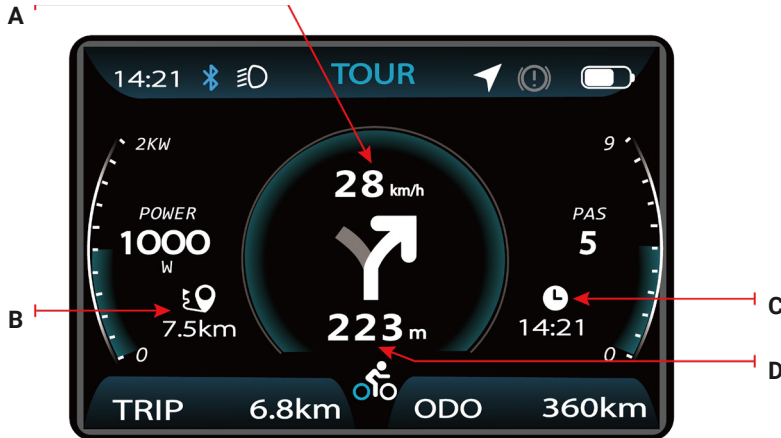 A
14:21 TOUR
2KW 9
28 km/h
POWER PAS
1000 5
W
B C
7.5km 14:21
223 m
0 0
D
TRIP 6.8km ODO 360km